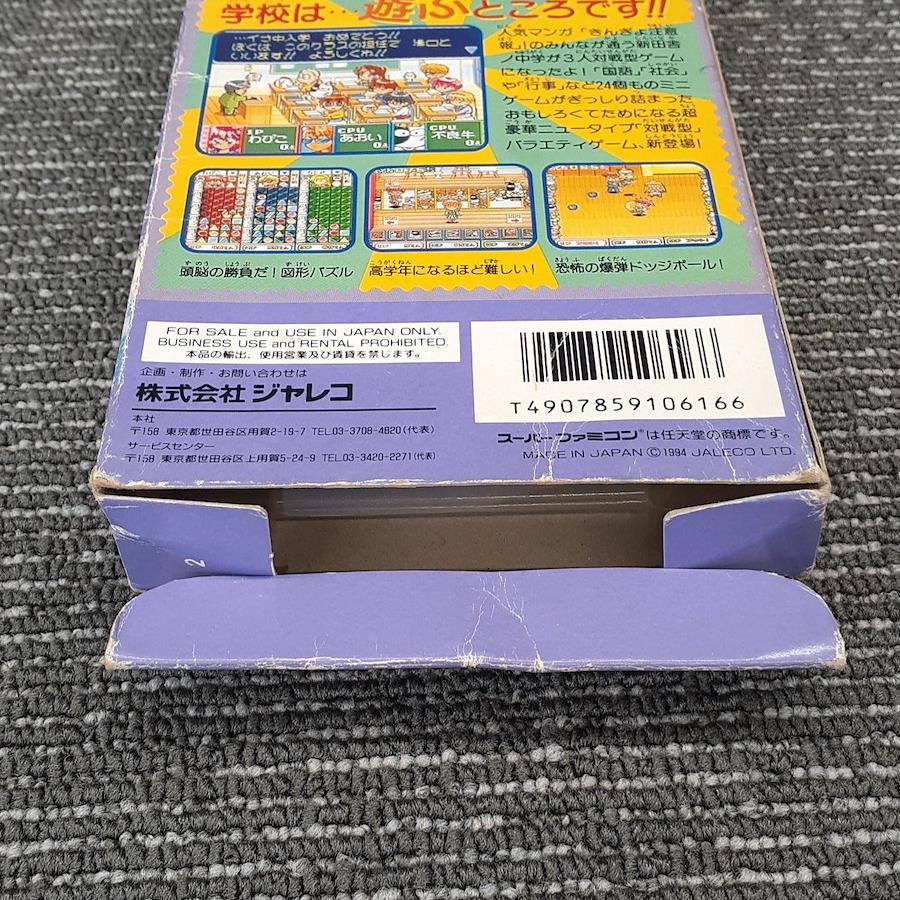 学校は…遊ぶところです!!
…イナ中入学 おめでとう!!
ぼくは このクラスの担任で
いいます!! よろしくね!!
1P
わぴこ
CPU
あおい
CPU
不良牛
人気マンガ「きんぎょ注意
報」!のみんなが通う新田舎
ノ中学が3人対戦型ゲーム
になったよ!「国語」「社会」
や「行事」など24個ものミニ
ゲームがぎっしり詰まった
おもしろくてためになる超
豪華ニュータイプ「対戦型」
バラエティゲーム、新登場!
頭脳の勝負だ!図形パズル
高学年になるほど難しい!
恐怖の爆弾ドッジボール!
FOR SALE and USE IN JAPAN ONLY.
BUSINESS USE and RENTAL PROHIBITED.
本品の輸出、使用営業及び賃貸を禁じます。
企画・制作・お問い合わせは
株式会社 ジャレコ
本社
〒158 東京都世田谷区用賀2-19-7 TEL.03-3708-4820(代表)
サービスセンター
〒158 東京都世田谷区上用賀5-24-9 TEL.03-3420-2271(代表)
T4907859106166
スーパーファミコン®は任天堂の商標です。
MADE IN JAPAN ©1994 JALECO LTD.
2